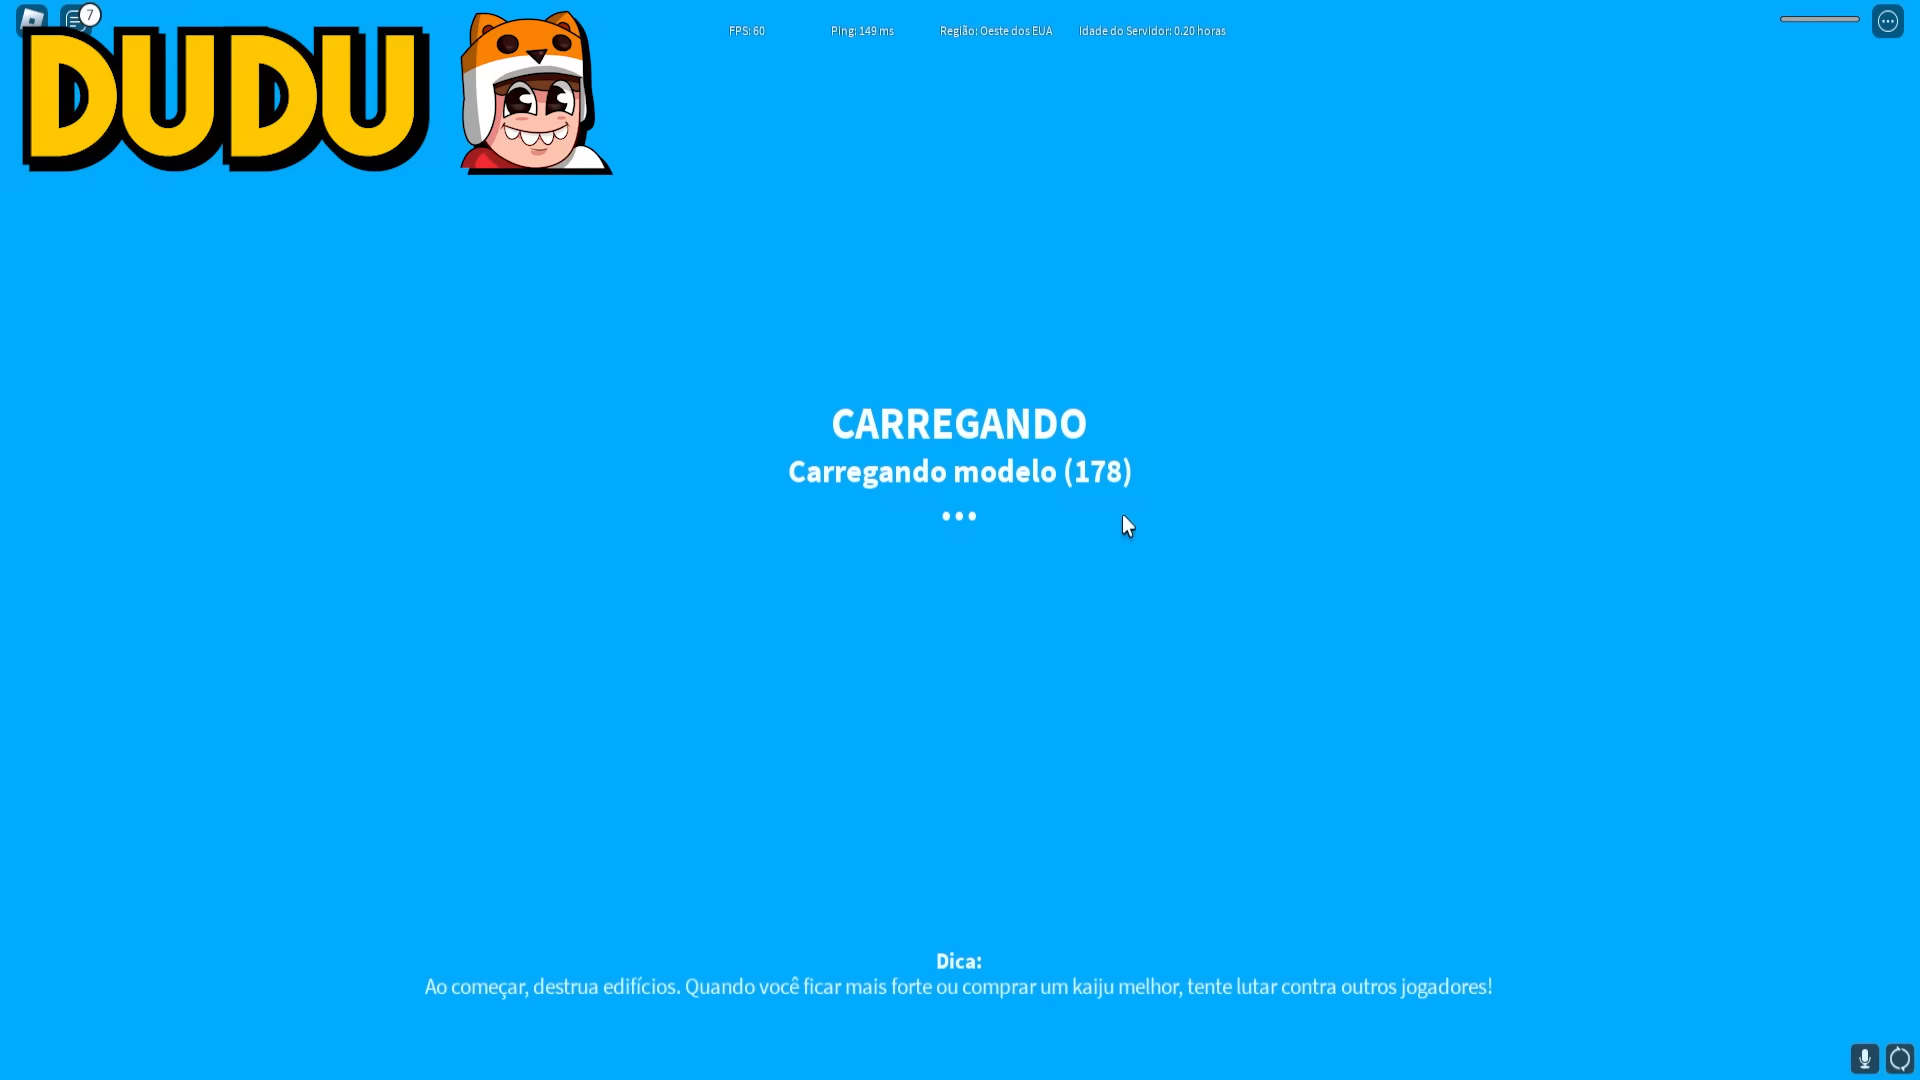 7
DUDU
FPS: 60
Ping: 149 ms
Região: Oeste dos EUA
Idade do Servidor: 0.20 horas
CARREGANDO
Carregando modelo (178)
...
Dica:
Ao começar, destrua edifícios. Quando você ficar mais forte ou comprar um kaiju melhor, tente lutar contra outros jogadores!